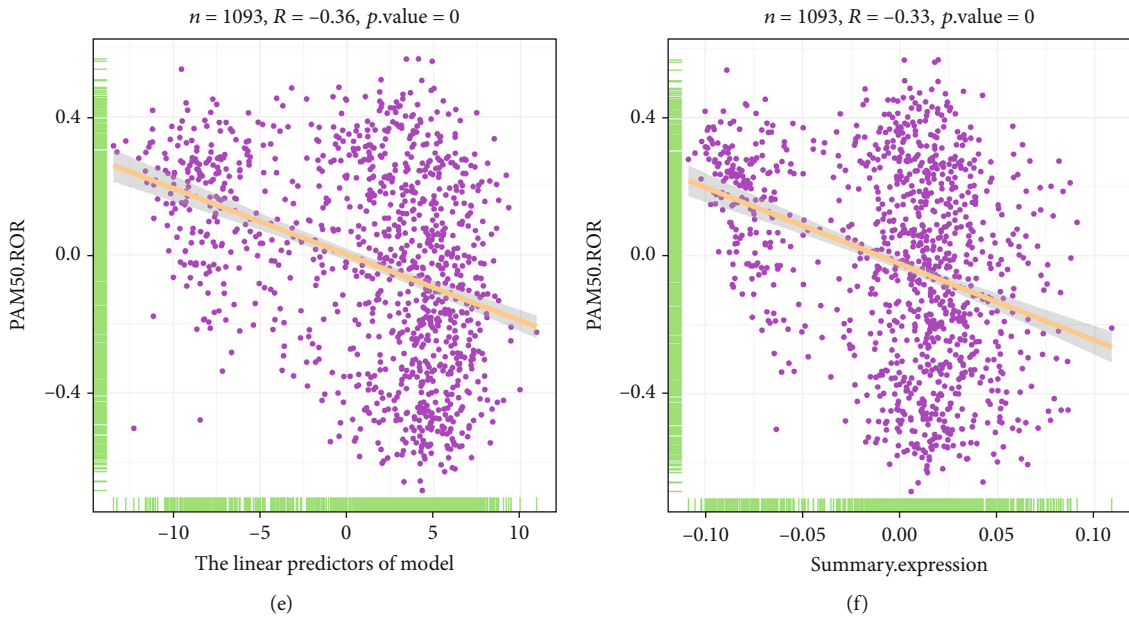 n = 1093, R = –0.36, p.value = 0
PAM50.ROR
0.4
0.0
–0.4
–10
–5
0
5
10
The linear predictors of model
(e)
n = 1093, R = –0.33, p.value = 0
PAM50.ROR
0.4
0.0
–0.4
–0.10
–0.05
0.00
0.05
0.10
Summary.expression
(f)